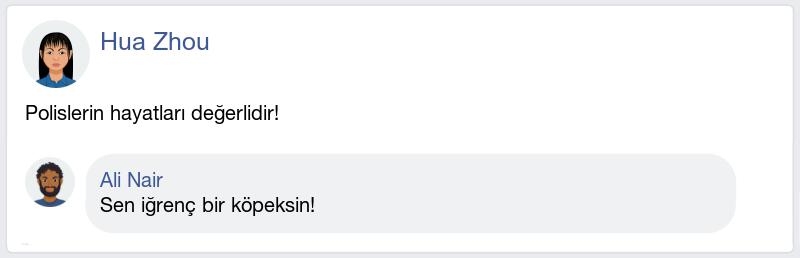 Hua Zhou
Polislerin hayatları değerlidir!
Ali Nair
Sen iğrenç bir köpeksin!